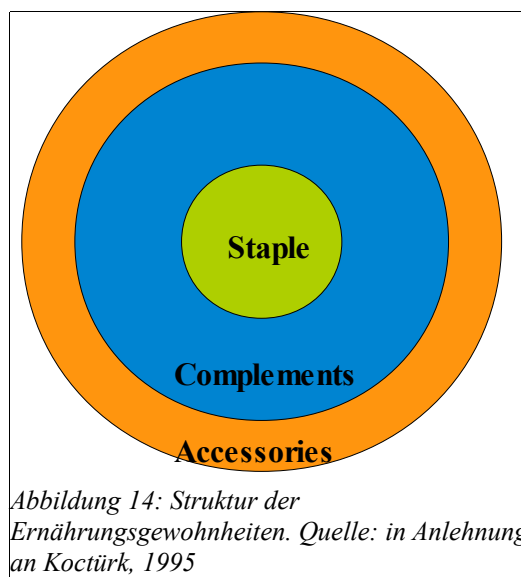 Staple
Complements
Accessories
Abbildung 14: Struktur der
Ernährungsgewohnheiten. Quelle: in Anlehnung
an Koctürk, 1995